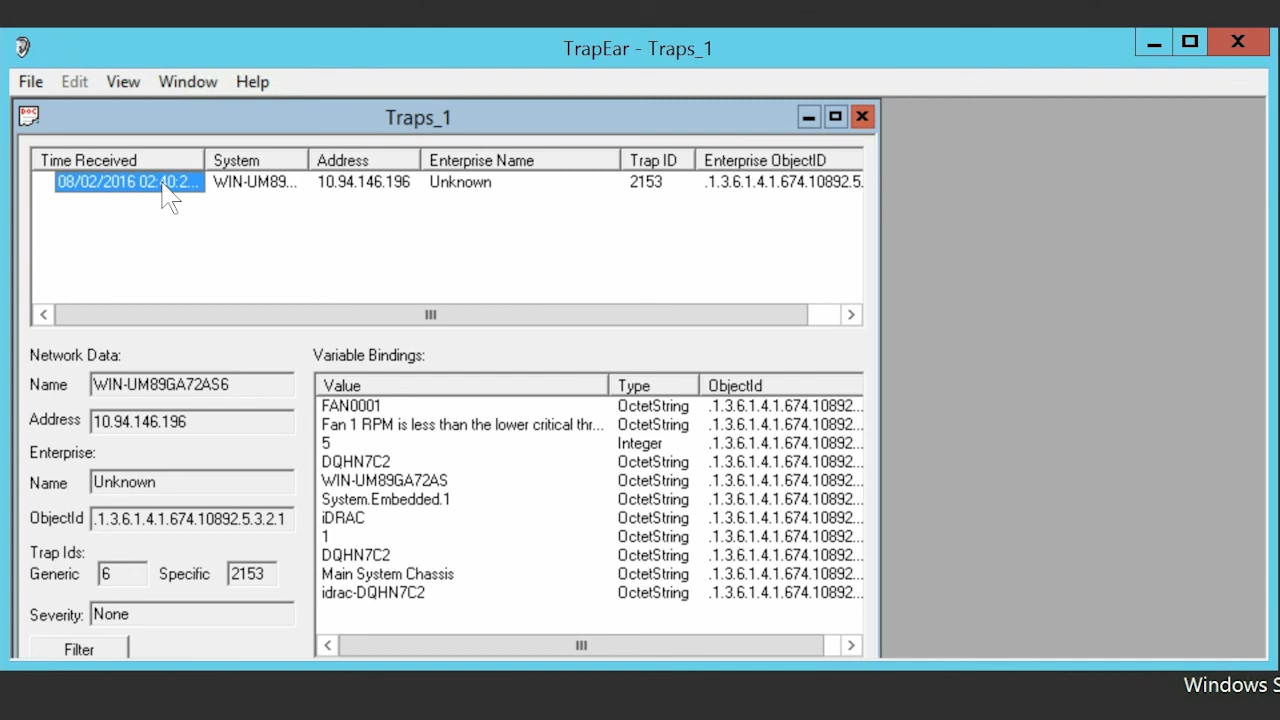 TrapEar - Traps_1
File Edit View Window Help
Traps_1
Time Received System Address Enterprise Name Trap ID Enterprise ObjectID
08/02/2016 02:40:2... WIN-UM89... 10.94.146.196 Unknown 2153 .1.3.6.1.4.1.674.10892.5.
Network Data:
Name WIN-UM89GA72AS6
Address 10.94.146.196
Enterprise:
Name Unknown
ObjectId .1.3.6.1.4.1.674.10892.5.3.2.1
Trap Ids:
Generic 6 Specific 2153
Severity: None
Filter
Variable Bindings:
Value Type ObjectId
FAN0001 OctetString .1.3.6.1.4.1.674.10892...
Fan 1 RPM is less than the lower critical thr... OctetString .1.3.6.1.4.1.674.10892...
5 Integer .1.3.6.1.4.1.674.10892...
DQHN7C2 OctetString .1.3.6.1.4.1.674.10892...
WIN-UM89GA72AS OctetString .1.3.6.1.4.1.674.10892...
System.Embedded.1 OctetString .1.3.6.1.4.1.674.10892...
iDRAC OctetString .1.3.6.1.4.1.674.10892...
1 OctetString .1.3.6.1.4.1.674.10892...
DQHN7C2 OctetString .1.3.6.1.4.1.674.10892...
Main System Chassis OctetString .1.3.6.1.4.1.674.10892...
idrac-DQHN7C2 OctetString .1.3.6.1.4.1.674.10892...
Windows S